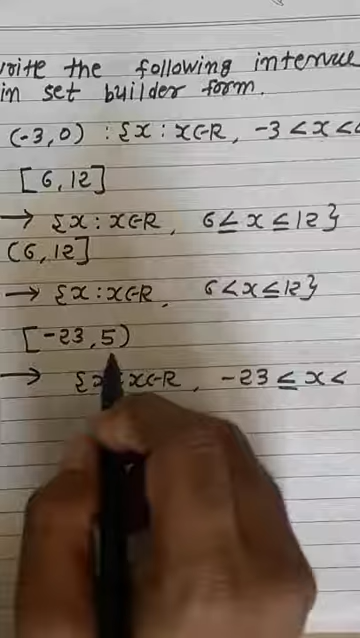 write the following interval
in set builder form.
(-3,0) : {x : x∈R, -3 < x <
[6,12]
→ {x : x∈R, 6 ≤ x ≤ 12}
(6,12]
→ {x : x∈R, 6 < x ≤ 12}
[-23,5)
→ {x : x∈R, -23 ≤ x <